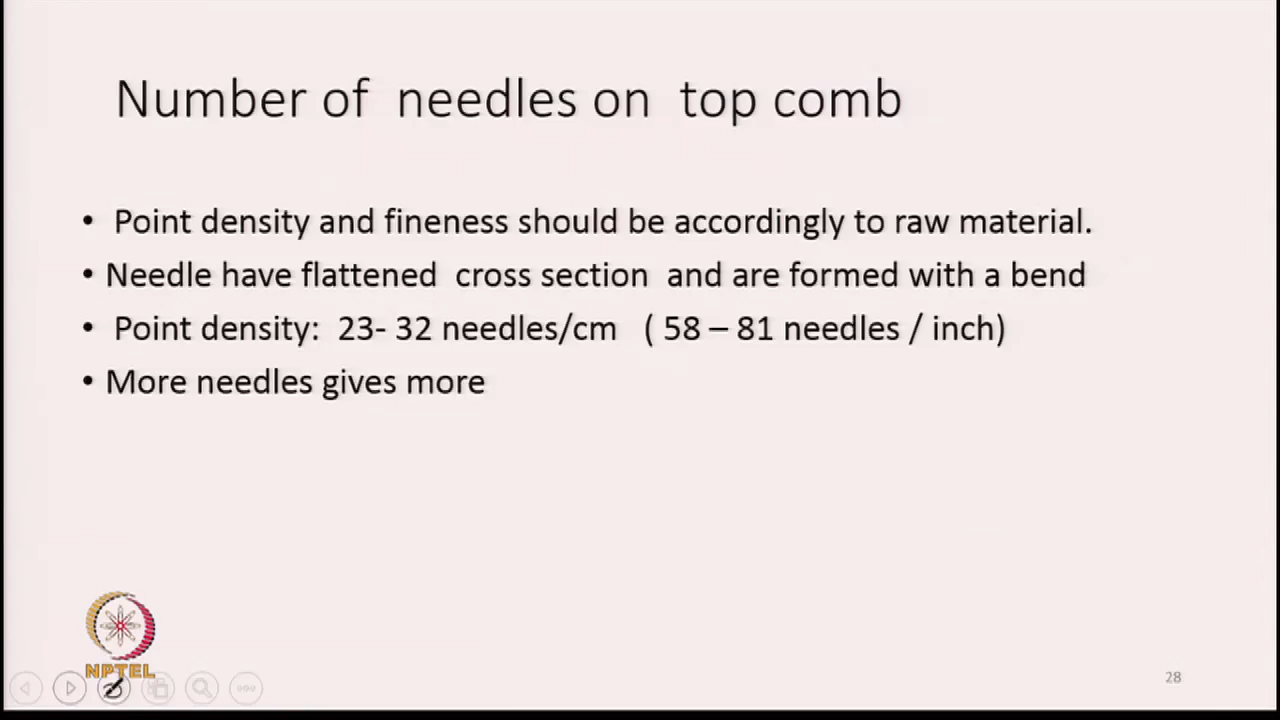 Number of needles on top comb
• Point density and fineness should be accordingly to raw material.
• Needle have flattened cross section and are formed with a bend
• Point density: 23- 32 needles/cm ( 58 – 81 needles / inch)
• More needles gives more
NPTEL
28